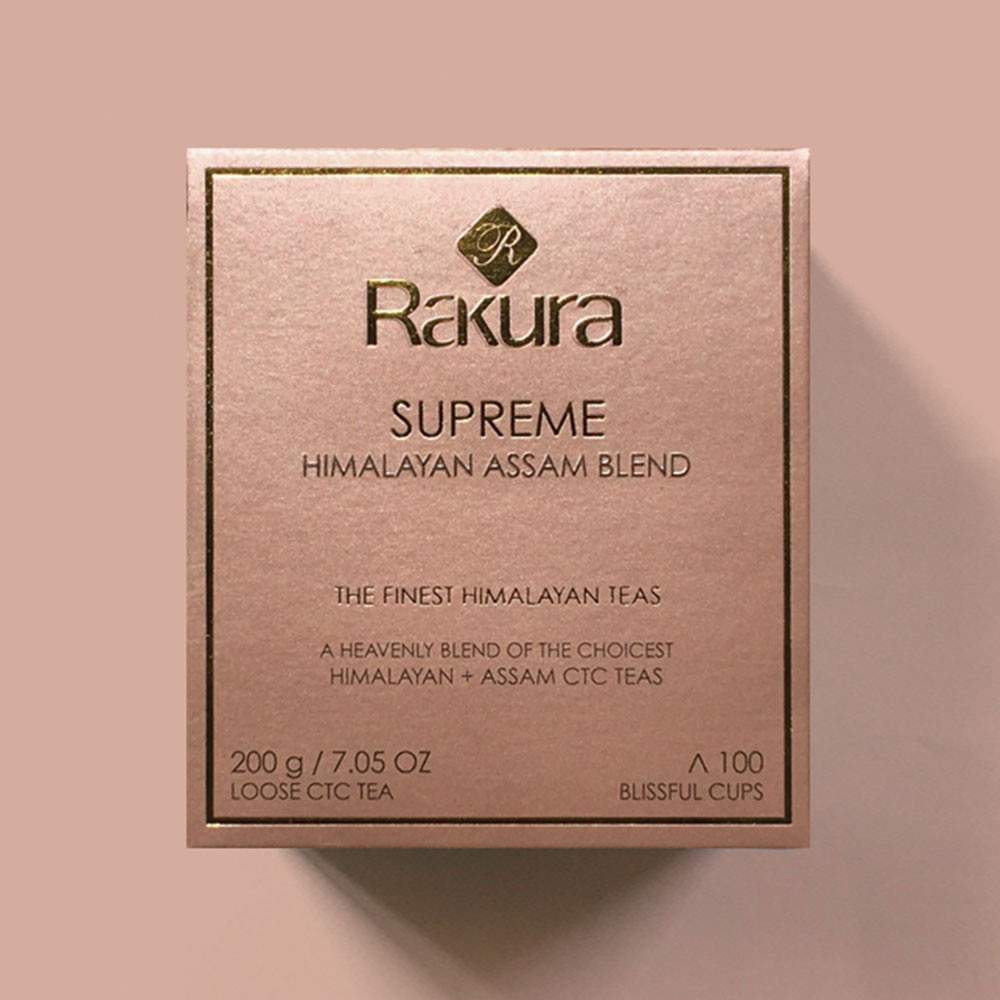 R
Rakura
SUPREME
HIMALAYAN ASSAM BLEND
THE FINEST HIMALAYAN TEAS
A HEAVENLY BLEND OF THE CHOICEST
HIMALAYAN + ASSAM CTC TEAS
200 g / 7.05 OZ
LOOSE CTC TEA
Λ 100
BLISSFUL CUPS